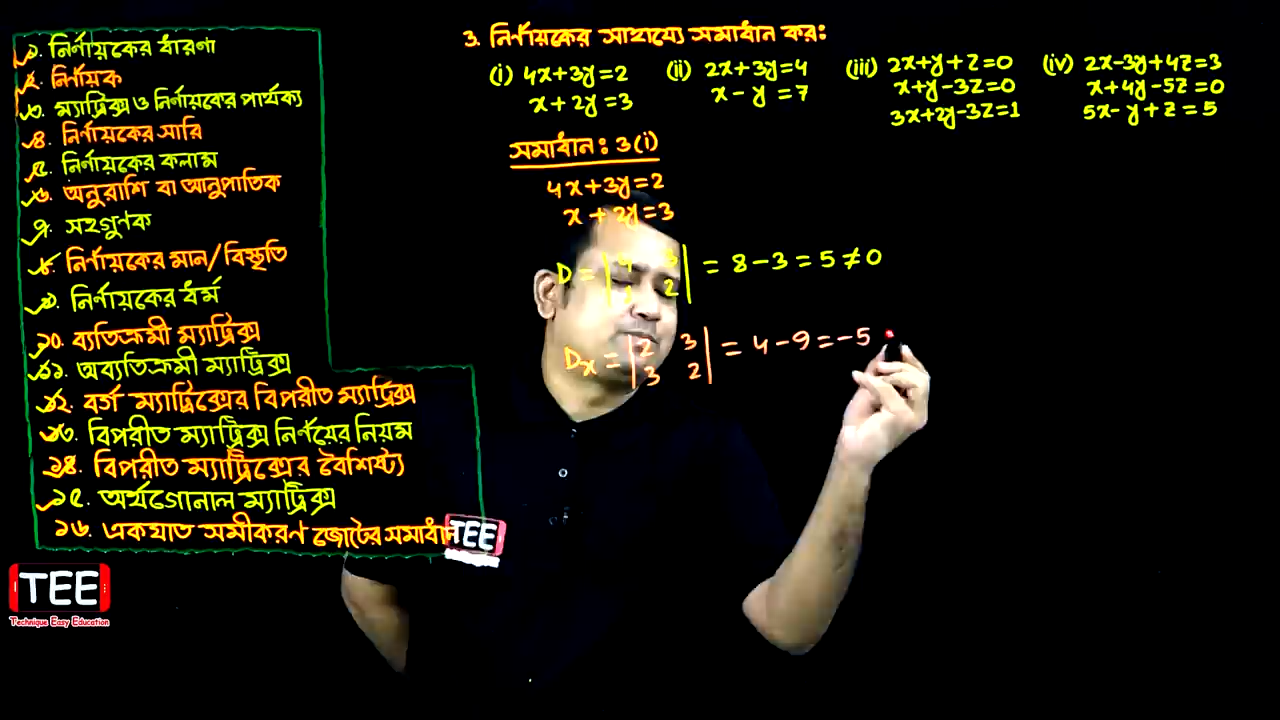 ১. নির্ণায়কের ধারণা
২. নির্ণায়ক
৩. ম্যাট্রিক্স ও নির্ণায়কের পার্থক্য
৪. নির্ণায়কের সারি
৫. নির্ণায়কের কলাম
৬. অনুরাশি বা আনুপাতিক
৭. সহগুণক
৮. নির্ণায়কের মান/বিস্তৃতি
৯. নির্ণায়কের ধর্ম
১০. ব্যতিক্রমী ম্যাট্রিক্স
১১. অব্যতিক্রমী ম্যাট্রিক্স
১২. বর্গ ম্যাট্রিক্সের বিপরীত ম্যাট্রিক্স
১৩. বিপরীত ম্যাট্রিক্স নির্ণয়ের নিয়ম
১৪. বিপরীত ম্যাট্রিক্সের বৈশিষ্ট্য
১৫. অর্থগোনাল ম্যাট্রিক্স
১৬. একঘাত সমীকরণ জোটের সমাধান
TEE
TEE
Technique Easy Education
3. নির্ণায়কের সাহায্যে সমাধান কর:
(i) 4x+3y=2 (ii) 2x+3y=4 (iii) 2x+y+z=0 (iv) 2x-3y+4z=3
x+2y=3 x-y=7 x+y-3z=0 x+4y-5z=0
3x+2y-3z=1 5x-y+z=5
সমাধান: 3(i)
4x+3y=2
x+2y=3
D = |4 3| = 8-3=5≠0
|1 2|
Dx = |2 3| = 4-9=-5
|3 2|